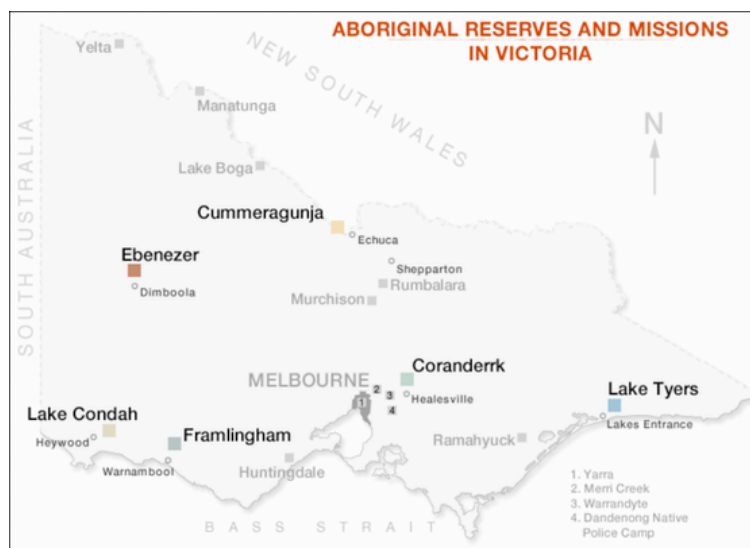 ABORIGINAL RESERVES AND MISSIONS
IN VICTORIA
Yelta
NEW SOUTH WALES
Manatunga
N
Lake Boga
SOUTH AUSTRALIA
Cummeragunja
Echuca
Ebenezer
Shepparton
Dimboola
Rumbalara
Murchison
MELBOURNE
Coranderrk
1
2
3
4
Healesville
Lake Tyers
Lake Condah
Lakes Entrance
Heywood
Framlingham
Ramahyuck
Warnambool
Huntingdale
BASS STRAIT
1. Yarra
2. Merri Creek
3. Warrandyte
4. Dandenong Native
Police Camp